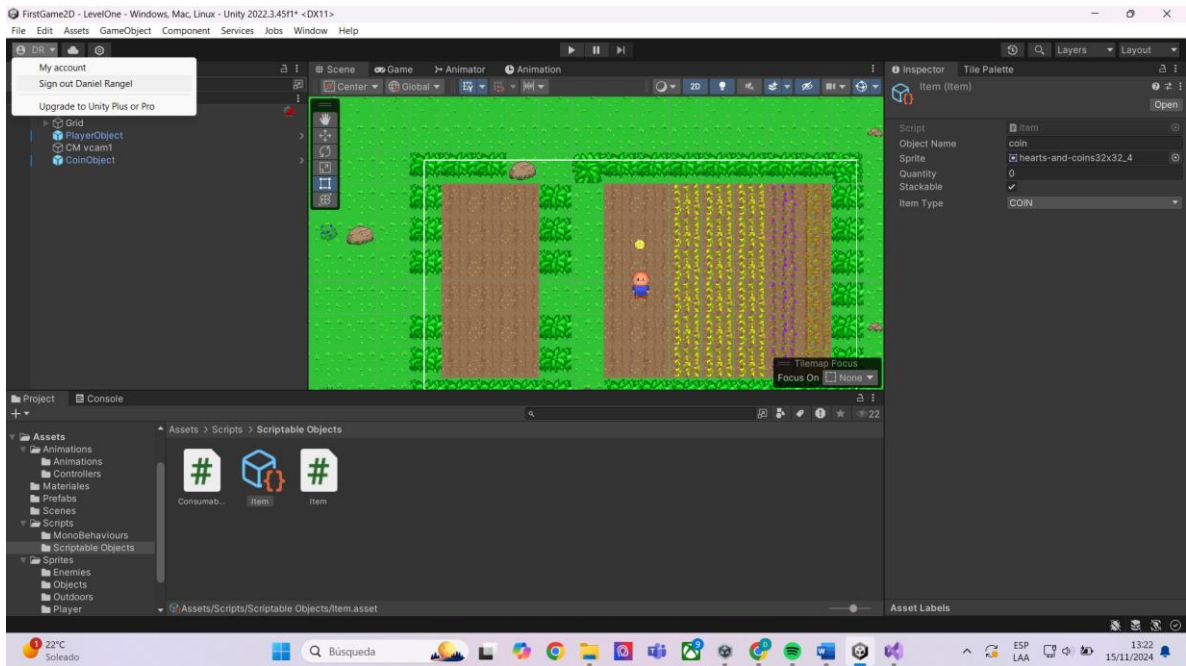 FirstGame2D - LevelOne - Windows, Mac, Linux - Unity 2022.3.45f1* <DX11>
File Edit Assets GameObject Component Services Jobs Window Help
DR
Layers Layout
My account
Sign out Daniel Rangel
Upgrade to Unity Plus or Pro
Grid
PlayerObject
CM vcam1
CoinObject
Scene Game Animator Animation
Center Global 2D
Tilemap Focus
Focus On None
Inspector Tile Palette
Item (Item)
Open
Script Item
Object Name coin
Sprite hearts-and-coins32x32_4
Quantity 0
Stackable
Item Type COIN
Project Console
22
Assets
Animations
Animations
Controllers
Materiales
Prefabs
Scenes
Scripts
MonoBehaviours
Scriptable Objects
Sprites
Enemies
Objects
Outdoors
Player
Assets > Scripts > Scriptable Objects
Consumab... Item Item
Assets/Scripts/Scriptable Objects/Item.asset
Asset Labels
1
22°C
Soleado
Búsqueda
ESP
LAA
13:22
15/11/2024